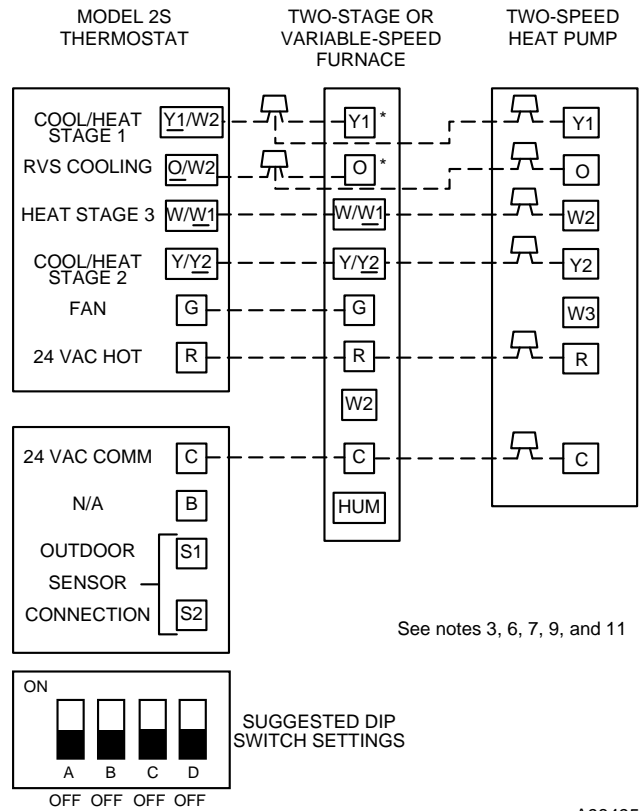 MODEL 2S
THERMOSTAT
TWO-STAGE OR
VARIABLE-SPEED
FURNACE
TWO-SPEED
HEAT PUMP
COOL/HEAT
STAGE 1
Y1/W2
Y1 *
Y1
RVS COOLING
O/W2
O *
O
HEAT STAGE 3
W/W1
W/W1
W2
COOL/HEAT
STAGE 2
Y/Y2
Y/Y2
Y2
FAN
G
G
W3
24 VAC HOT
R
R
R
W2
24 VAC COMM
C
C
C
N/A
B
HUM
OUTDOOR
SENSOR
CONNECTION
S1
S2
See notes 3, 6, 7, 9, and 11
ON
A B C D
OFF OFF OFF OFF
SUGGESTED DIP
SWITCH SETTINGS